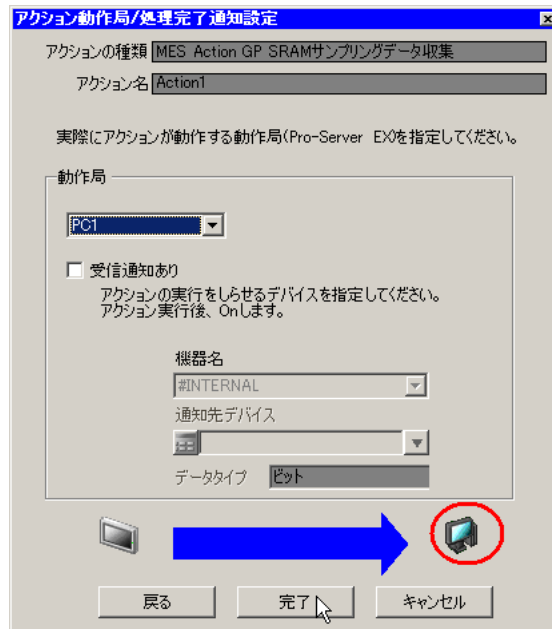 アクション動作局/処理完了通知設定
アクションの種類 MES Action GP SRAMサンプリングデータ収集
アクション名 Action1
実際にアクションが動作する動作局(Pro-Server EX)を指定してください。
動作局
PC1
受信通知あり
アクションの実行をしらせるデバイスを指定してください。
アクション実行後、Onします。
機器名
#INTERNAL
通知先デバイス
データタイプ ビット
戻る 完了 キャンセル